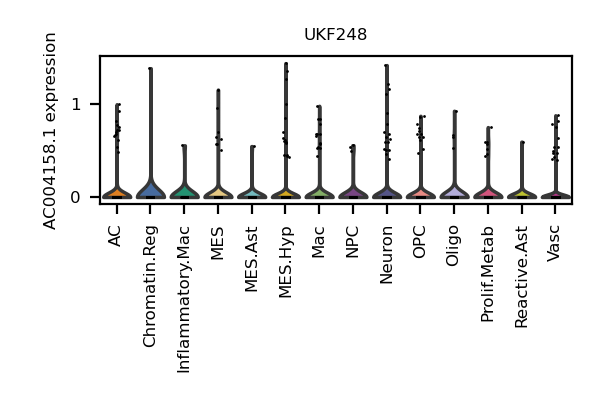 UKF248
AC004158.1 expression
1
0
AC
Chromatin.Reg
Inflammatory.Mac
MES
MES.Ast
MES.Hyp
Mac
NPC
Neuron
OPC
Oligo
Prolif.Metab
Reactive.Ast
Vasc